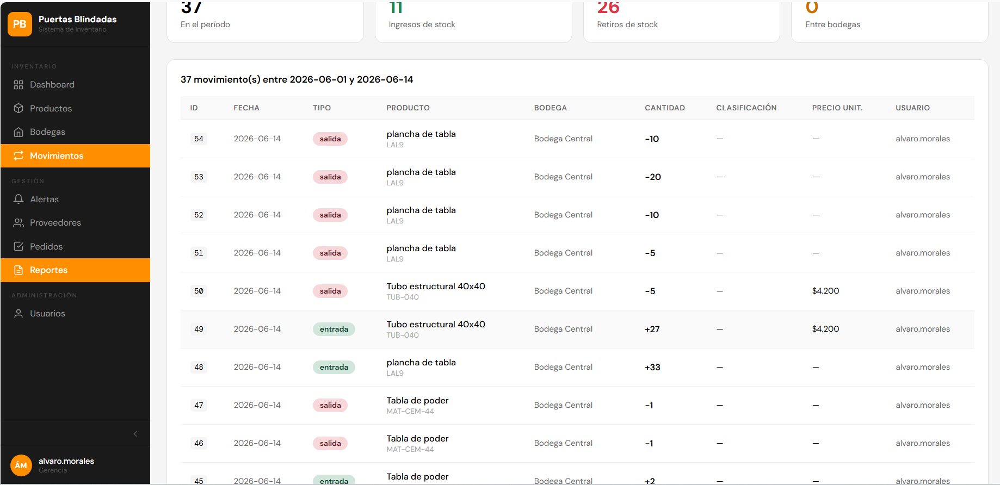 PB
Puertas Blindadas
Sistema de Inventario
INVENTARIO
Dashboard
Productos
Bodegas
Movimientos
GESTIÓN
Alertas
Proveedores
Pedidos
Reportes
ADMINISTRACIÓN
Usuarios
ÁM
alvaro.morales
Gerencia
37
En el período
11
Ingresos de stock
26
Retiros de stock
0
Entre bodegas
37 movimiento(s) entre 2026-06-01 y 2026-06-14
ID FECHA TIPO PRODUCTO BODEGA CANTIDAD CLASIFICACIÓN PRECIO UNIT. USUARIO
54 2026-06-14 salida plancha de tabla Bodega Central -10 — — alvaro.morales
LAL9
53 2026-06-14 salida plancha de tabla Bodega Central -20 — — alvaro.morales
LAL9
52 2026-06-14 salida plancha de tabla Bodega Central -10 — — alvaro.morales
LAL9
51 2026-06-14 salida plancha de tabla Bodega Central -5 — — alvaro.morales
LAL9
50 2026-06-14 salida Tubo estructural 40x40 Bodega Central -5 — $4.200 alvaro.morales
TUB-040
49 2026-06-14 entrada Tubo estructural 40x40 Bodega Central +27 — $4.200 alvaro.morales
TUB-040
48 2026-06-14 entrada plancha de tabla Bodega Central +33 — — alvaro.morales
LAL9
47 2026-06-14 salida Tabla de poder Bodega Central -1 — — alvaro.morales
MAT-CEM-44
46 2026-06-14 salida Tabla de poder Bodega Central -1 — — alvaro.morales
MAT-CEM-44
45 2026-06-14 entrada Tabla de poder Bodega Central +2 — — alvaro.morales